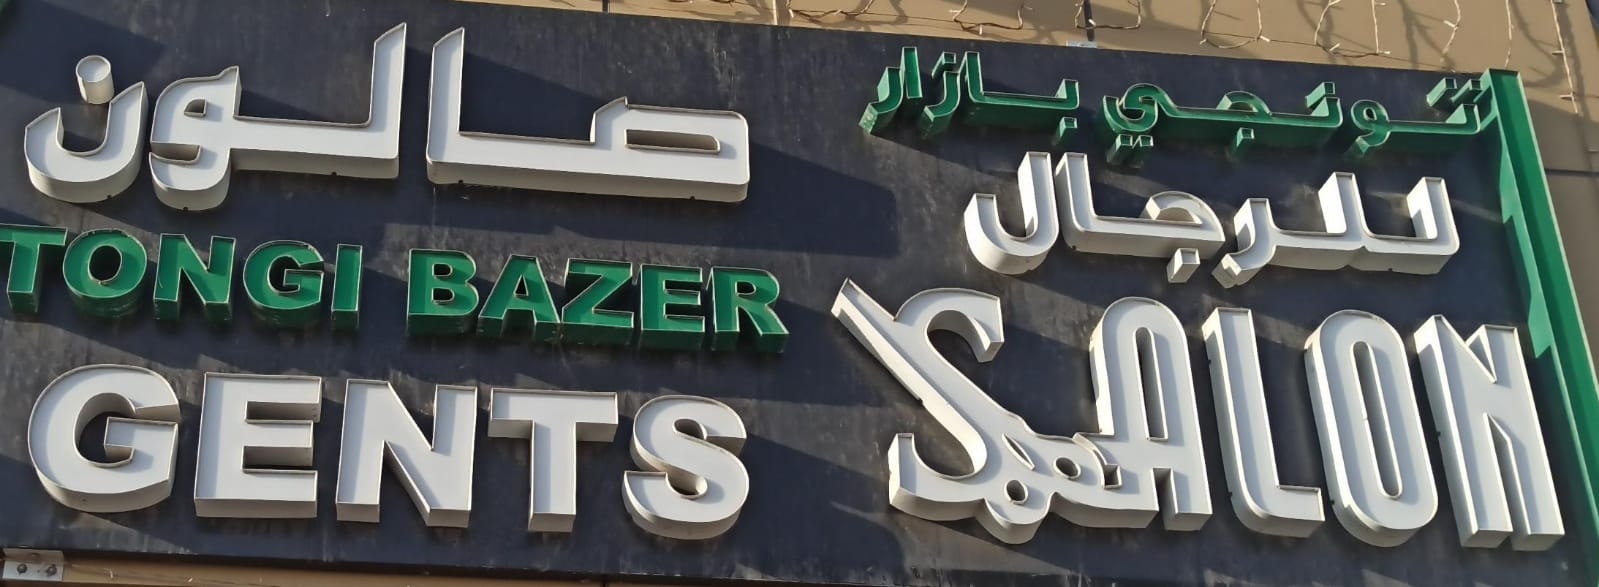 صالون
تونجي بازار
للرجال
TONGI BAZER
GENTS SALON